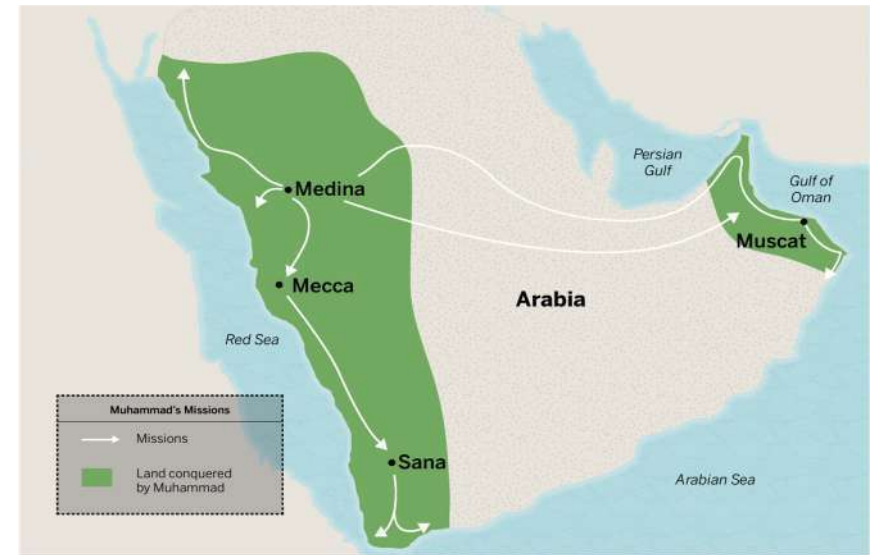 Persian
Gulf
Gulf of
Oman
Medina
Muscat
Mecca
Arabia
Red Sea
Muhammad's Missions
Missions
Land conquered
by Muhammad
Sana
Arabian Sea